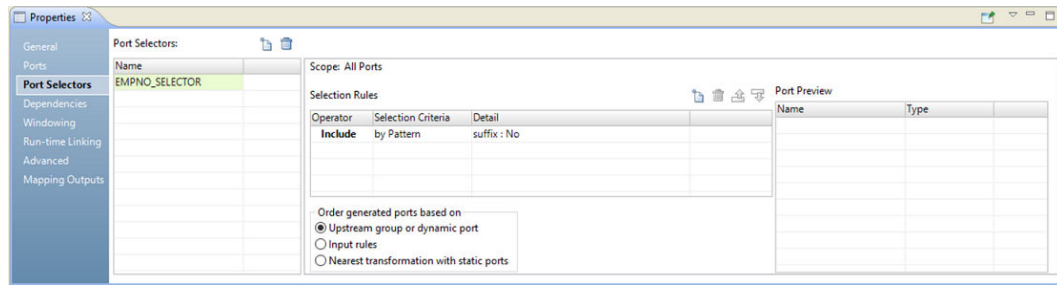 Properties
General
Ports
Port Selectors
Dependencies
Windowing
Run-time Linking
Advanced
Mapping Outputs
Port Selectors:
Name
EMPNO_SELECTOR
Scope: All Ports
Selection Rules
Operator Selection Criteria Detail
Include by Pattern suffix : No
Order generated ports based on
Upstream group or dynamic port
Input rules
Nearest transformation with static ports
Port Preview
Name Type